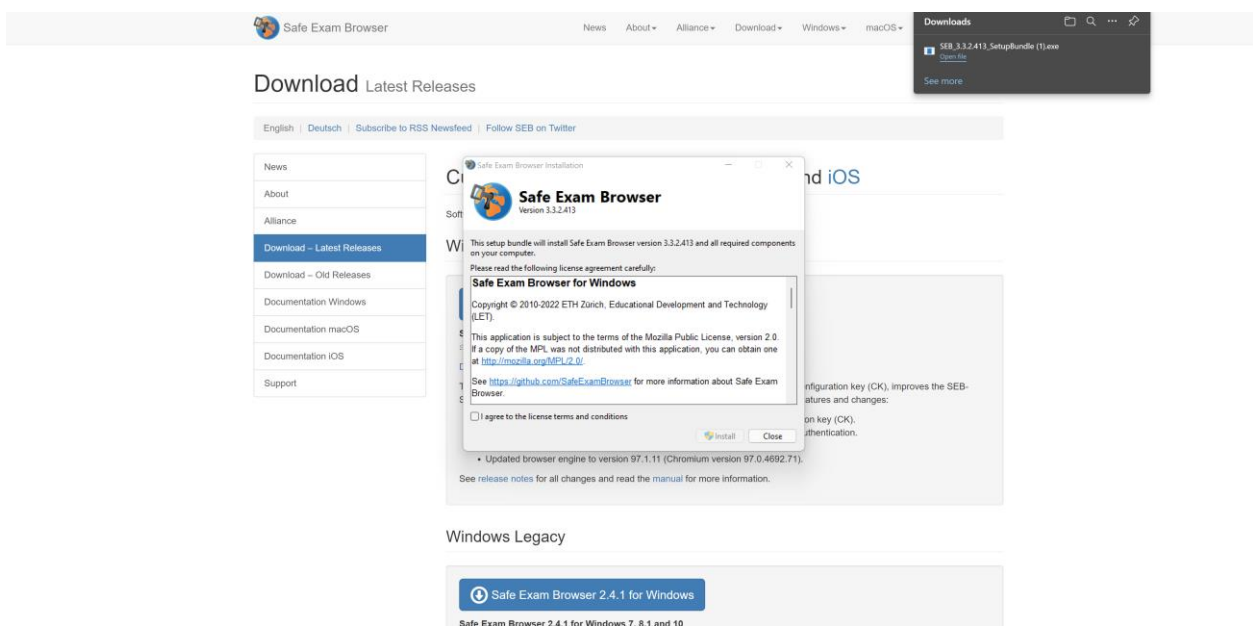 Safe Exam Browser News About Alliance Download Windows macOS
Downloads
SEB_3.3.2.413_SetupBundle (1).exe
Open file
See more
Download Latest Releases
English | Deutsch | Subscribe to RSS Newsfeed | Follow SEB on Twitter
News
About
Alliance
Download – Latest Releases
Download – Old Releases
Documentation Windows
Documentation macOS
Documentation iOS
Support
nd iOS
Safe Exam Browser Installation
Safe Exam Browser
Version 3.3.2.413
This setup bundle will install Safe Exam Browser version 3.3.2.413 and all required components
on your computer.
Please read the following license agreement carefully:
Safe Exam Browser for Windows
Copyright © 2010-2022 ETH Zürich, Educational Development and Technology
(LET).
This application is subject to the terms of the Mozilla Public License, version 2.0.
If a copy of the MPL was not distributed with this application, you can obtain one
at http://mozilla.org/MPL/2.0/.
See https://github.com/SafeExamBrowser for more information about Safe Exam
Browser.
I agree to the license terms and conditions
Install Close
nfiguration key (CK), improves the SEB-
atures and changes:
on key (CK).
uthentication.
• Updated browser engine to version 97.1.11 (Chromium version 97.0.4692.71).
See release notes for all changes and read the manual for more information.
Windows Legacy
Safe Exam Browser 2.4.1 for Windows
Safe Exam Browser 2.4.1 for Windows 7, 8.1 and 10